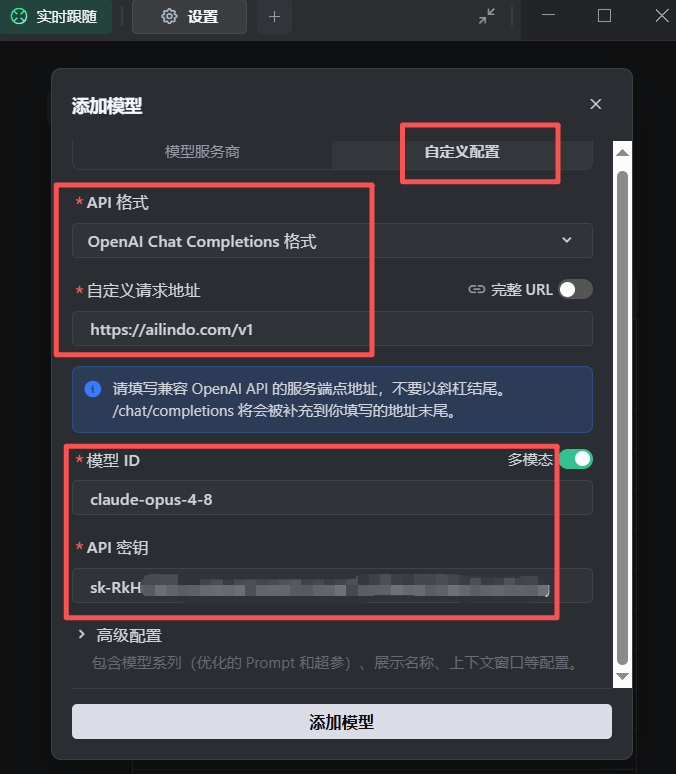 实时跟随
设置
添加模型
模型服务商
自定义配置
* API 格式
OpenAI Chat Completions 格式
* 自定义请求地址
完整 URL
https://ailindo.com/v1
请填写兼容 OpenAI API 的服务端点地址，不要以斜杠结尾。
/chat/completions 将会被补充到你填写的地址末尾。
* 模型 ID
多模态
claude-opus-4-8
* API 密钥
sk-RkH
高级配置
包含模型系列（优化的 Prompt 和超参）、展示名称、上下文窗口等配置。
添加模型